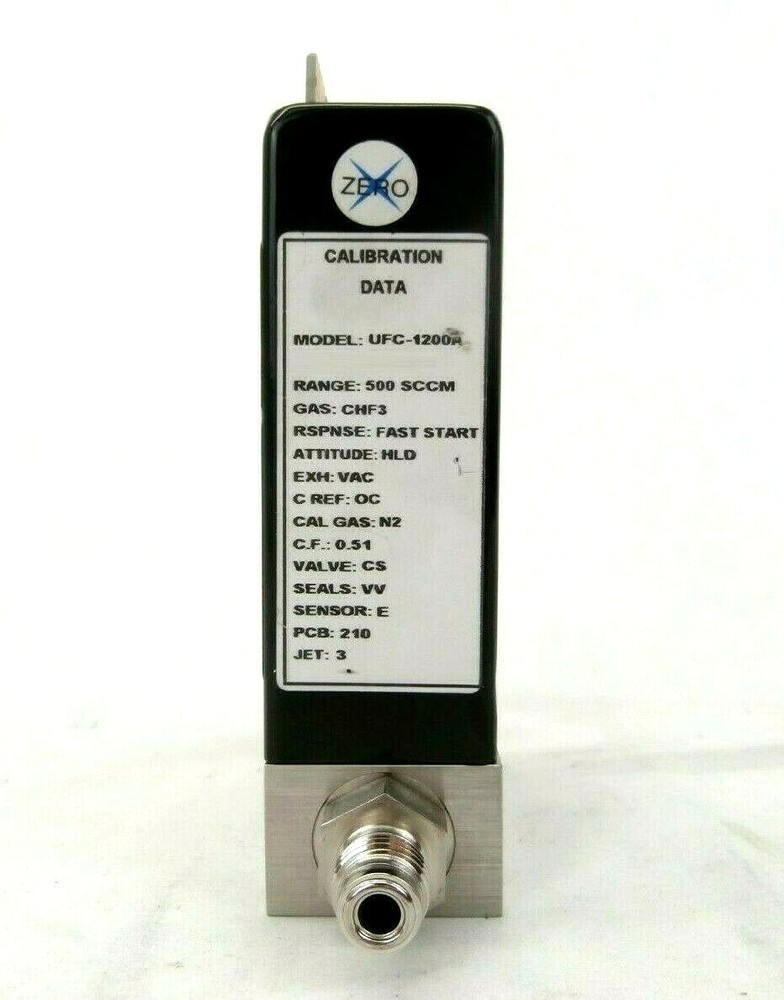 ZERO
CALIBRATION
DATA
MODEL: UFC-1200A
RANGE: 500 SCCM
GAS: CHF3
RSPNSE: FAST START
ATTITUDE: HLD
EXH: VAC
C REF: OC
CAL GAS: N2
C.F.: 0.51
VALVE: CS
SEALS: VV
SENSOR: E
PCB: 210
JET: 3